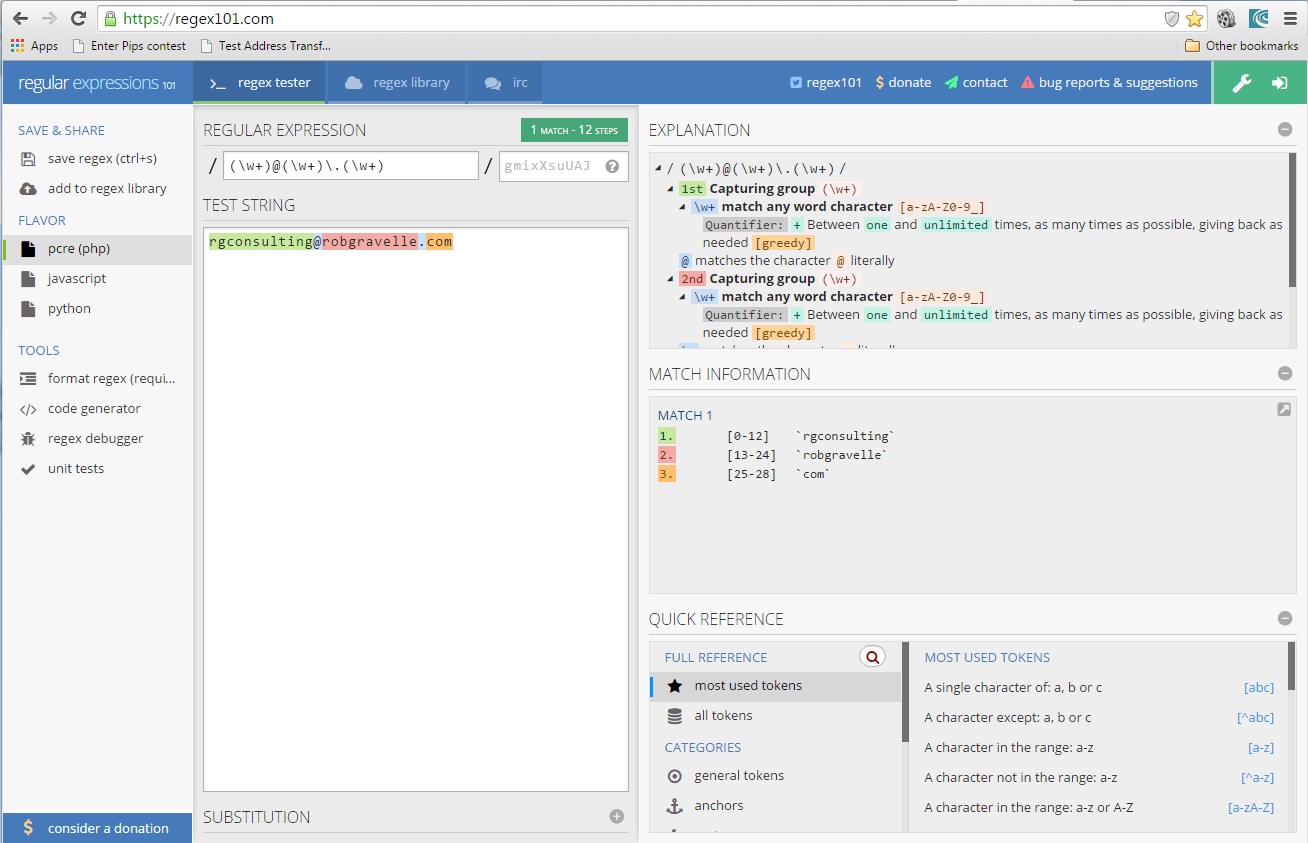 https://regex101.com
Apps Enter Pips contest Test Address Transf... Other bookmarks
regular expressions 101
regex tester regex library irc
regex101 $ donate contact bug reports & suggestions
SAVE & SHARE
save regex (ctrl+s)
add to regex library
FLAVOR
pcre (php)
javascript
python
TOOLS
format regex (requi...
code generator
regex debugger
unit tests
$ consider a donation
REGULAR EXPRESSION 1 MATCH - 12 STEPS
/ (\w+)@(\w+)\.(\w+) / gmixXsuUAJ ?
TEST STRING
rgconsulting@robgravelle.com
SUBSTITUTION
EXPLANATION
/ (\w+)@(\w+)\.(\w+) /
1st Capturing group (\w+)
\w+ match any word character [a-zA-Z0-9_]
Quantifier: + Between one and unlimited times, as many times as possible, giving back as
needed [greedy]
@ matches the character @ literally
2nd Capturing group (\w+)
\w+ match any word character [a-zA-Z0-9_]
Quantifier: + Between one and unlimited times, as many times as possible, giving back as
needed [greedy]
MATCH INFORMATION
MATCH 1
1. [0-12] `rgconsulting`
2. [13-24] `robgravelle`
3. [25-28] `com`
QUICK REFERENCE
FULL REFERENCE
most used tokens
all tokens
CATEGORIES
general tokens
anchors
MOST USED TOKENS
A single character of: a, b or c [abc]
A character except: a, b or c [^abc]
A character in the range: a-z [a-z]
A character not in the range: a-z [^a-z]
A character in the range: a-z or A-Z [a-zA-Z]